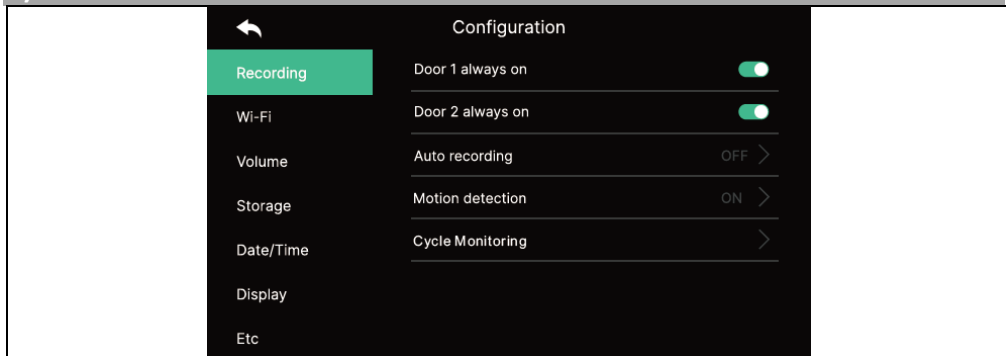 Configuration
Recording
Door 1 always on
Wi-Fi
Door 2 always on
Volume
Auto recording OFF
Storage
Motion detection ON
Date/Time
Cycle Monitoring
Display
Etc